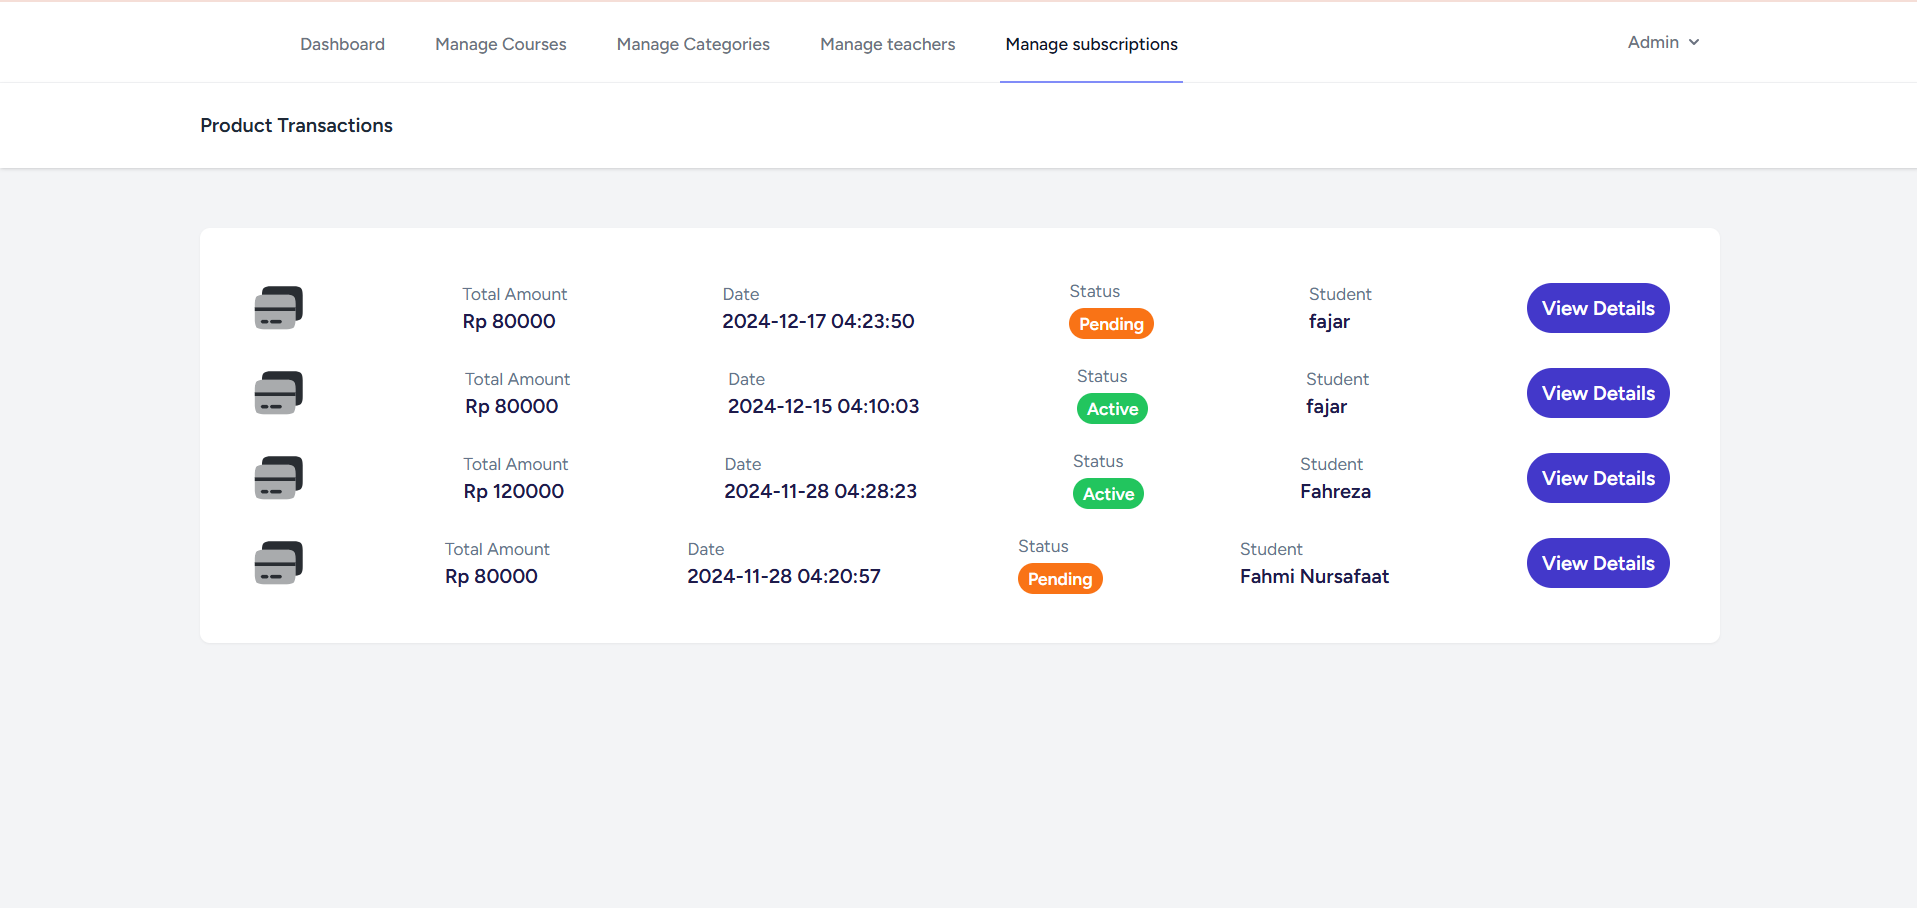 Dashboard Manage Courses Manage Categories Manage teachers Manage subscriptions Admin
Product Transactions
Total Amount Date Status Student
Rp 80000 2024-12-17 04:23:50 Pending fajar View Details
Total Amount Date Status Student
Rp 80000 2024-12-15 04:10:03 Active fajar View Details
Total Amount Date Status Student
Rp 120000 2024-11-28 04:28:23 Active Fahreza View Details
Total Amount Date Status Student
Rp 80000 2024-11-28 04:20:57 Pending Fahmi Nursafaat View Details